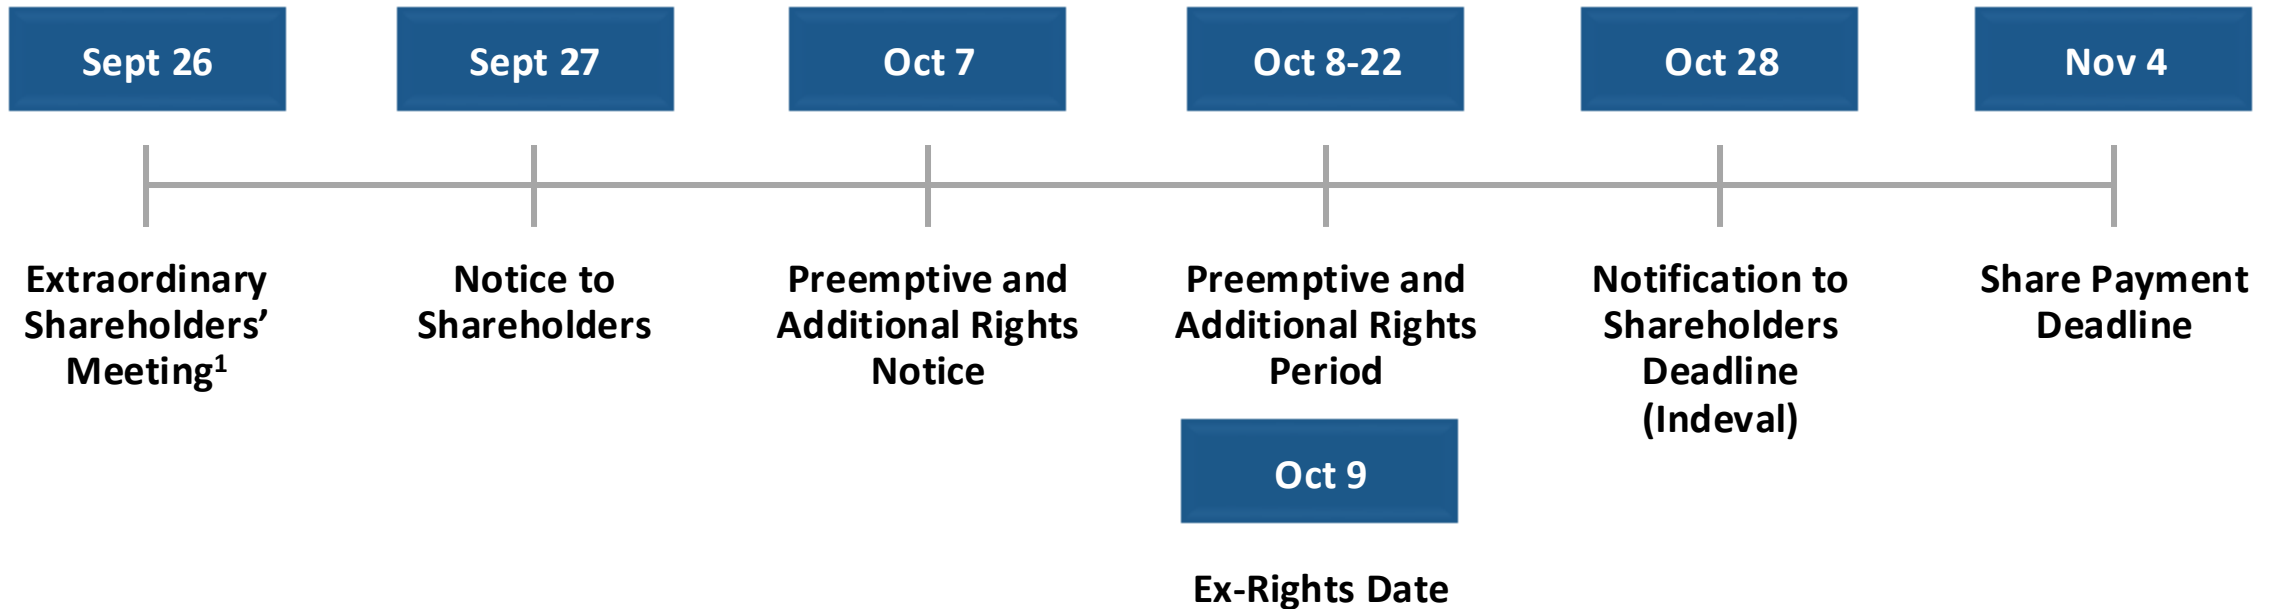 Sept 26
Sept 27
Oct 7
Oct 8-22
Oct 28
Nov 4
Extraordinary
Shareholders’
Meeting¹
Notice to
Shareholders
Preemptive and
Additional Rights
Notice
Preemptive and
Additional Rights
Period
Notification to
Shareholders
Deadline
(Indeval)
Share Payment
Deadline
Oct 9
Ex-Rights Date